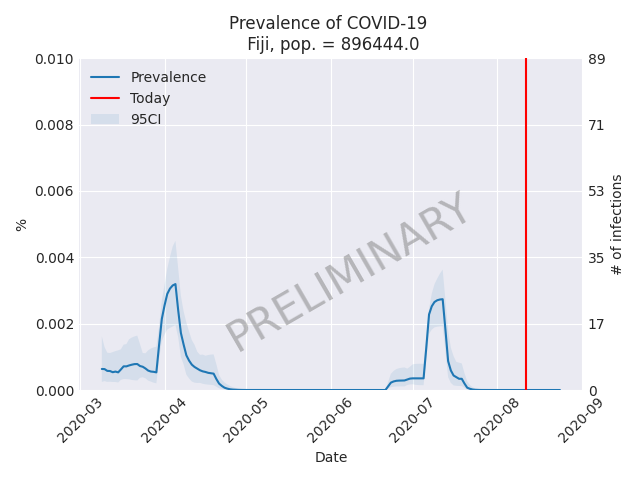 Prevalence of COVID-19
Fiji, pop. = 896444.0
0.010
0.008
0.006
0.004
0.002
0.000
%
Prevalence
Today
95CI
PRELIMINARY
89
71
53
35
17
0
# of infections
2020-03
2020-04
2020-05
2020-06
2020-07
2020-08
2020-09
Date